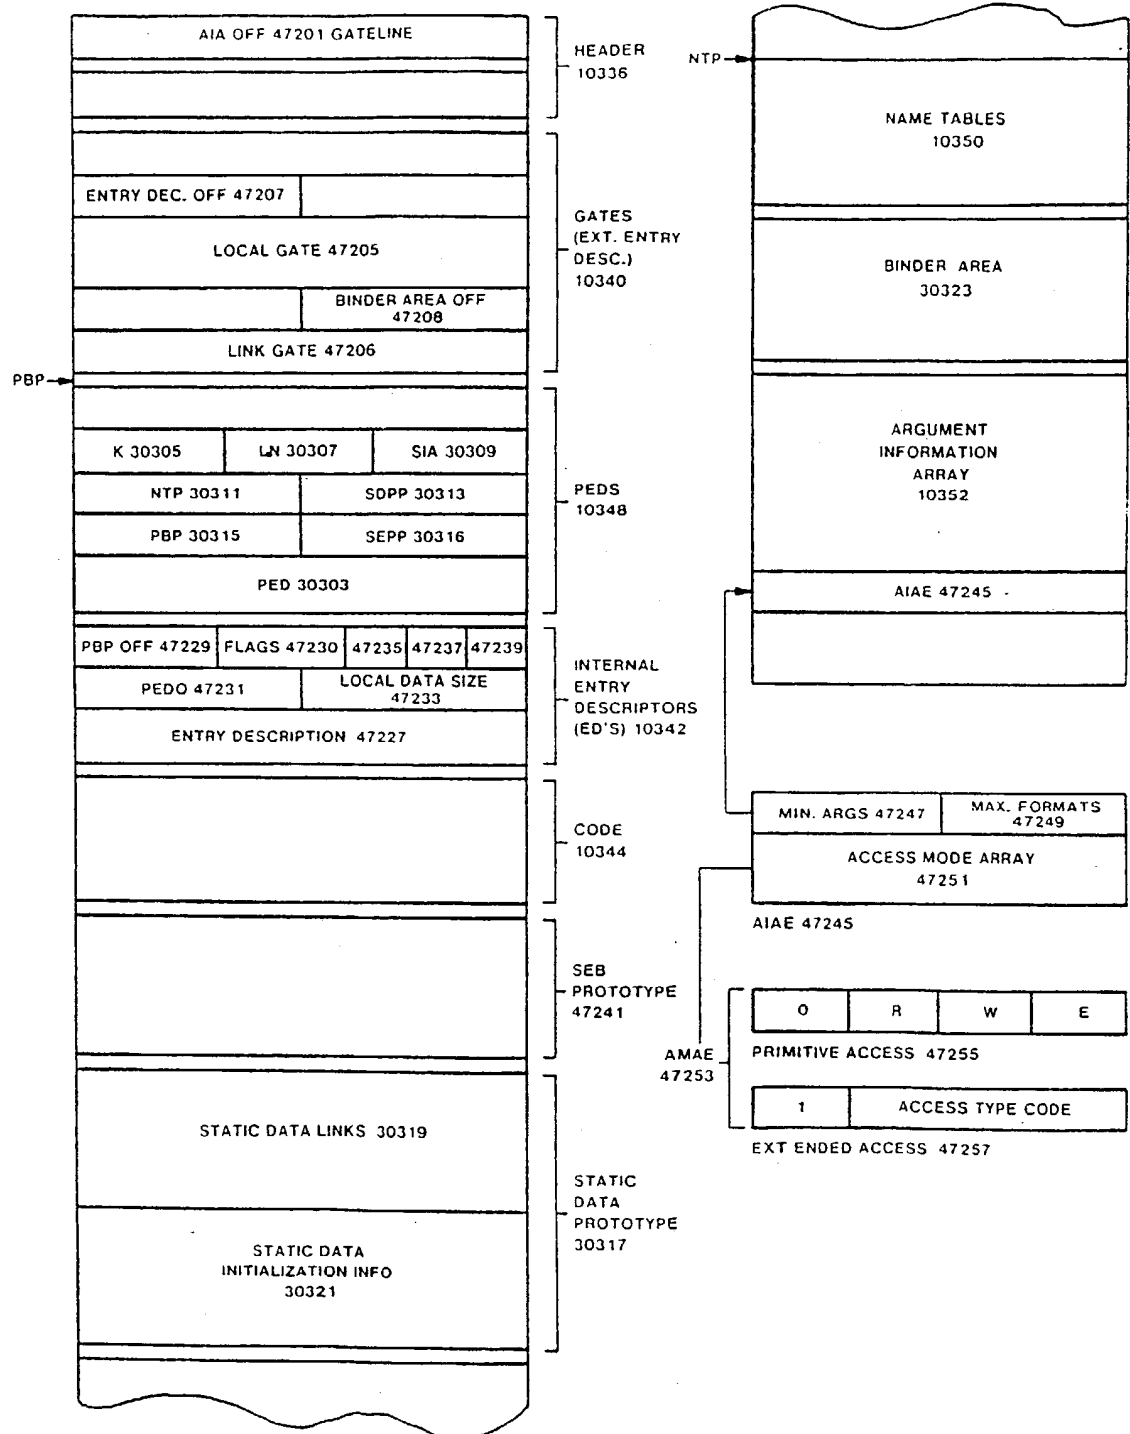 AIA OFF 47201 GATELINE
HEADER
10336
ENTRY DEC. OFF 47207
LOCAL GATE 47205
BINDER AREA OFF
47208
LINK GATE 47206
GATES
(EXT. ENTRY
DESC.)
10340
PBP
K 30305
LN 30307
SIA 30309
NTP 30311
SDPP 30313
PBP 30315
SEPP 30316
PED 30303
PEDS
10348
PBP OFF 47229
FLAGS 47230
47235
47237
47239
PEDO 47231
LOCAL DATA SIZE
47233
ENTRY DESCRIPTION 47227
INTERNAL
ENTRY
DESCRIPTORS
(ED'S) 10342
CODE
10344
SEB
PROTOTYPE
47241
STATIC DATA LINKS 30319
STATIC DATA
INITIALIZATION INFO
30321
STATIC
DATA
PROTOTYPE
30317
NTP
NAME TABLES
10350
BINDER AREA
30323
ARGUMENT
INFORMATION
ARRAY
10352
AIAE 47245
MIN. ARGS 47247
MAX. FORMATS
47249
ACCESS MODE ARRAY
47251
AIAE 47245
AMAE
47253
O R W E
PRIMITIVE ACCESS 47255
1 ACCESS TYPE CODE
EXT ENDED ACCESS 47257